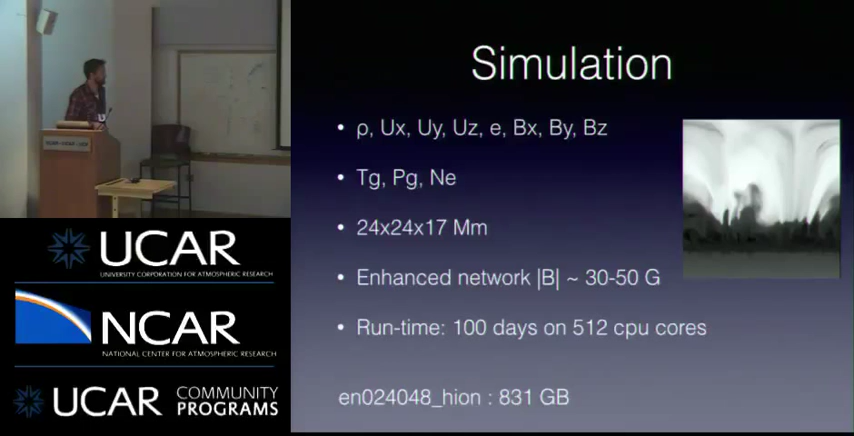 Simulation
• ρ, Ux, Uy, Uz, e, Bx, By, Bz
• Tg, Pg, Ne
• 24x24x17 Mm
• Enhanced network |B| ~ 30-50 G
• Run-time: 100 days on 512 cpu cores
en024048_hion : 831 GB
UCAR
UNIVERSITY CORPORATION FOR ATMOSPHERIC RESEARCH
NCAR
NATIONAL CENTER FOR ATMOSPHERIC RESEARCH
UCAR COMMUNITY
PROGRAMS